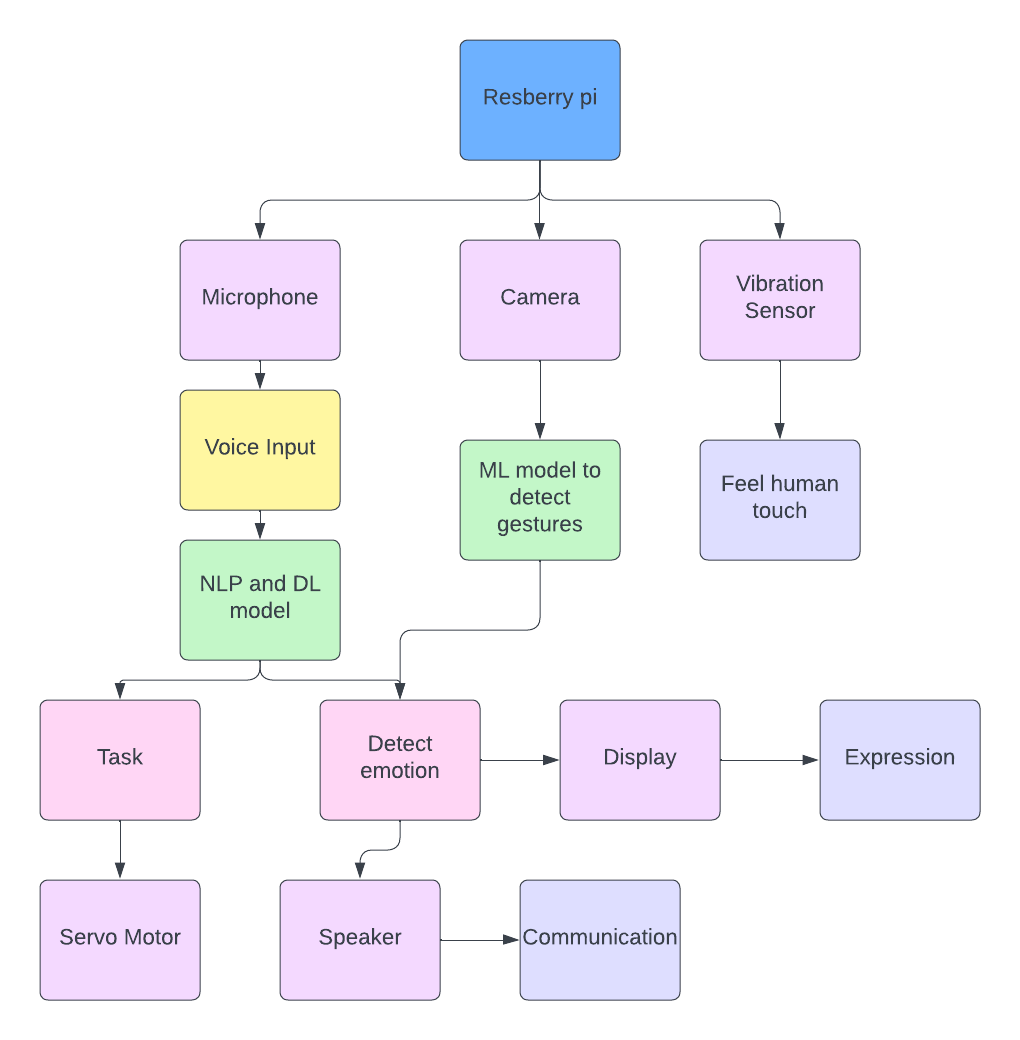 Resberry pi
Microphone
Camera
Vibration
Sensor
Voice Input
ML model to
detect
gestures
Feel human
touch
NLP and DL
model
Task
Detect
emotion
Display
Expression
Servo Motor
Speaker
Communication